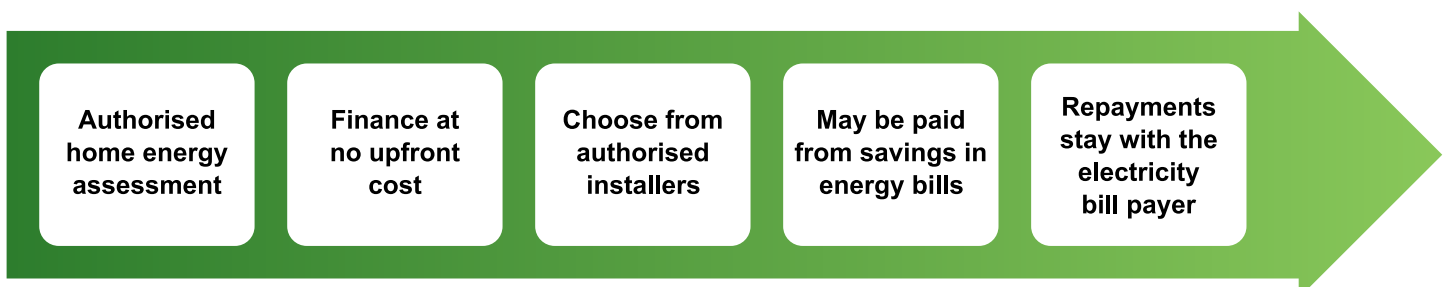 Authorised
home energy
assessment
Finance at
no upfront
cost
Choose from
authorised
installers
May be paid
from savings in
energy bills
Repayments
stay with the
electricity
bill payer